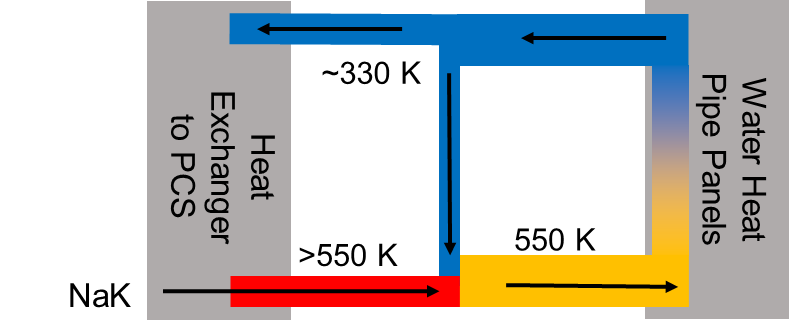 ~330 K
Heat
Exchanger
to PCS
Water Heat
Pipe Panels
>550 K
550 K
NaK